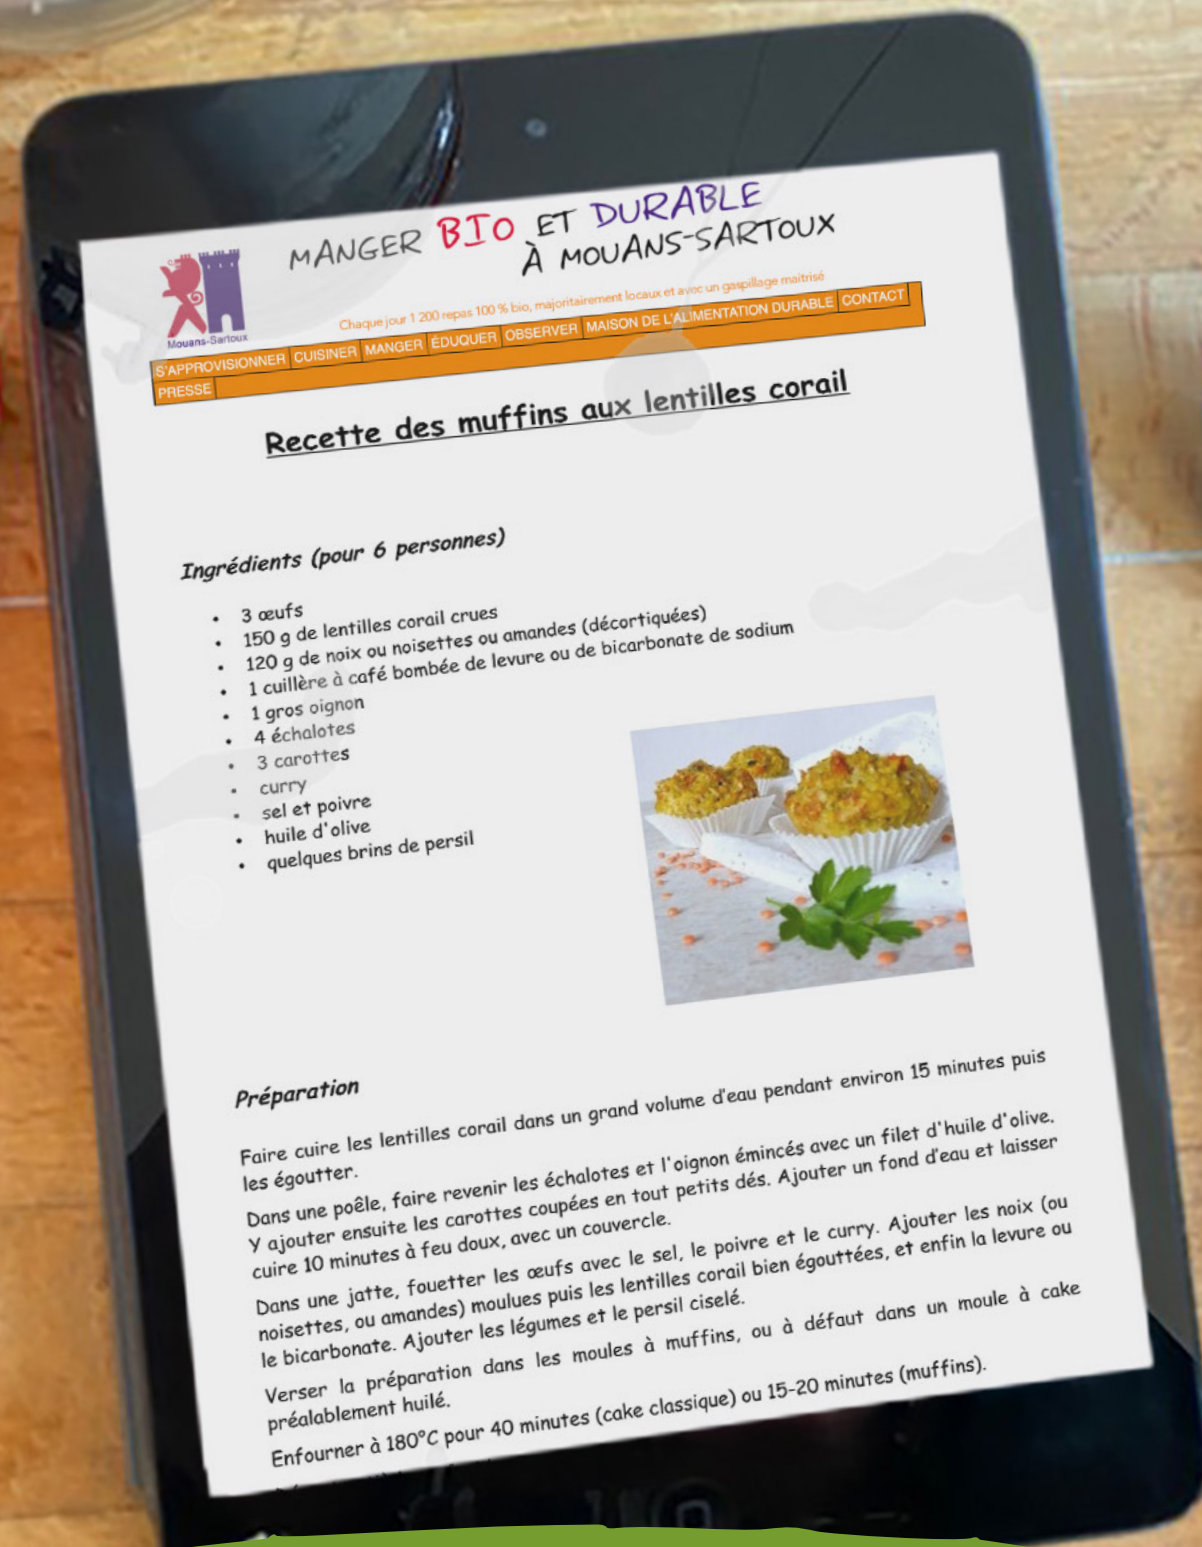 MANGER BIO ET DURABLE
À MOUANS-SARTOUX
Mouans-Sartoux
Chaque jour 1 200 repas 100 % bio, majoritairement locaux et avec un gaspillage maitrisé
S'APPROVISIONNER CUISINER MANGER ÉDUQUER OBSERVER MAISON DE L'ALIMENTATION DURABLE CONTACT
PRESSE
Recette des muffins aux lentilles corail
Ingrédients (pour 6 personnes)
• 3 œufs
• 150 g de lentilles corail crues
• 120 g de noix ou noisettes ou amandes (décortiquées)
• 1 cuillère à café bombée de levure ou de bicarbonate de sodium
• 1 gros oignon
• 4 échalotes
• 3 carottes
• curry
• sel et poivre
• huile d'olive
• quelques brins de persil
Préparation
Faire cuire les lentilles corail dans un grand volume d'eau pendant environ 15 minutes puis
les égoutter.
Dans une poêle, faire revenir les échalotes et l'oignon émincés avec un filet d'huile d'olive.
Y ajouter ensuite les carottes coupées en tout petits dés. Ajouter un fond d'eau et laisser
cuire 10 minutes à feu doux, avec un couvercle.
Dans une jatte, fouetter les œufs avec le sel, le poivre et le curry. Ajouter les noix (ou
noisettes, ou amandes) moulues puis les lentilles corail bien égouttées, et enfin la levure ou
le bicarbonate. Ajouter les légumes et le persil ciselé.
Verser la préparation dans les moules à muffins, ou à défaut dans un moule à cake
préalablement huilé.
Enfourner à 180°C pour 40 minutes (cake classique) ou 15-20 minutes (muffins).